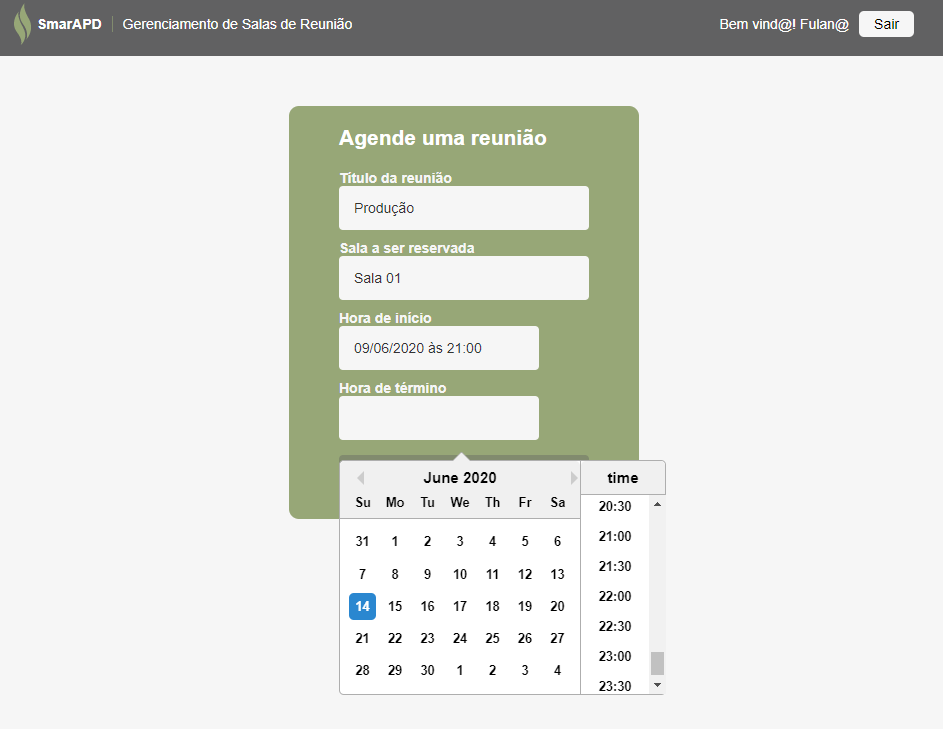 SmarAPD Gerenciamento de Salas de Reunião Bem vind@! Fulan@ Sair
Agende uma reunião
Título da reunião
Produção
Sala a ser reservada
Sala 01
Hora de início
09/06/2020 às 21:00
Hora de término
June 2020 time
Su Mo Tu We Th Fr Sa
31 1 2 3 4 5 6
7 8 9 10 11 12 13
14 15 16 17 18 19 20
21 22 23 24 25 26 27
28 29 30 1 2 3 4
20:30
21:00
21:30
22:00
22:30
23:00
23:30